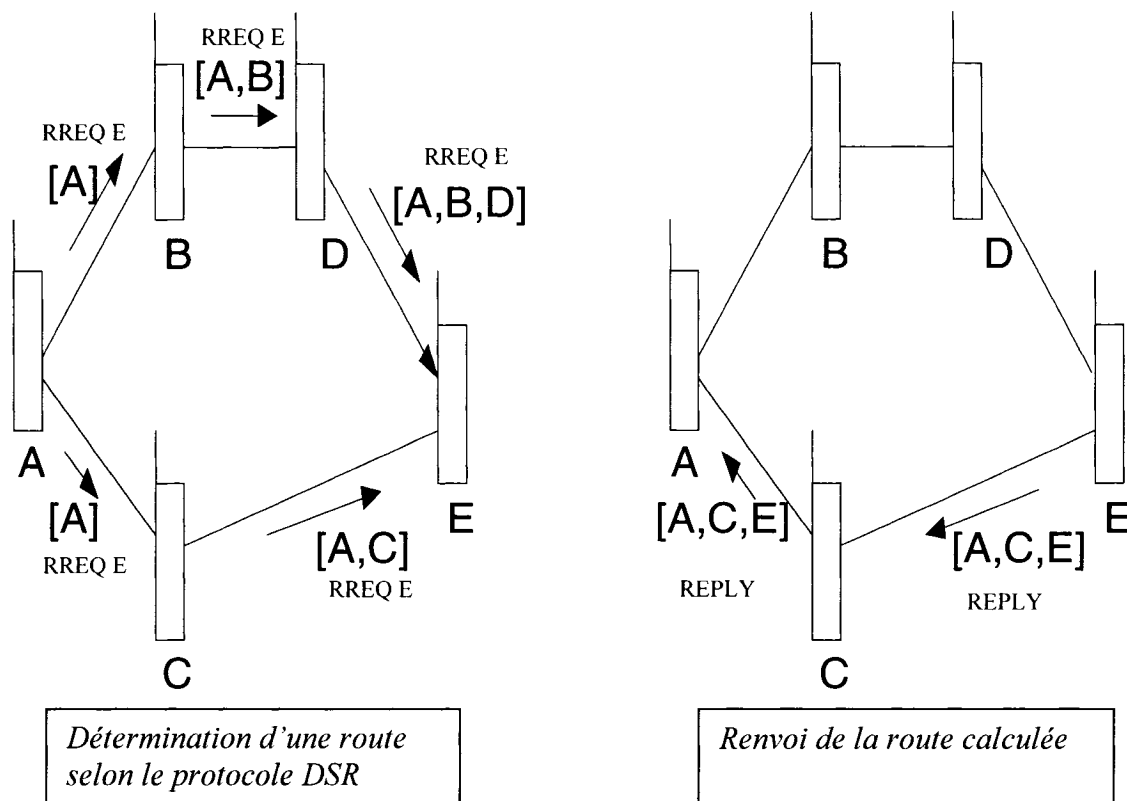 RREQ E
[A,B]
RREQ E
[A]
RREQ E
[A,B,D]
B
D
A
[A]
RREQ E
E
[A,C]
RREQ E
C
Détermination d'une route
selon le protocole DSR
B
D
A
[A,C,E]
REPLY
E
[A,C,E]
REPLY
C
Renvoi de la route calculée